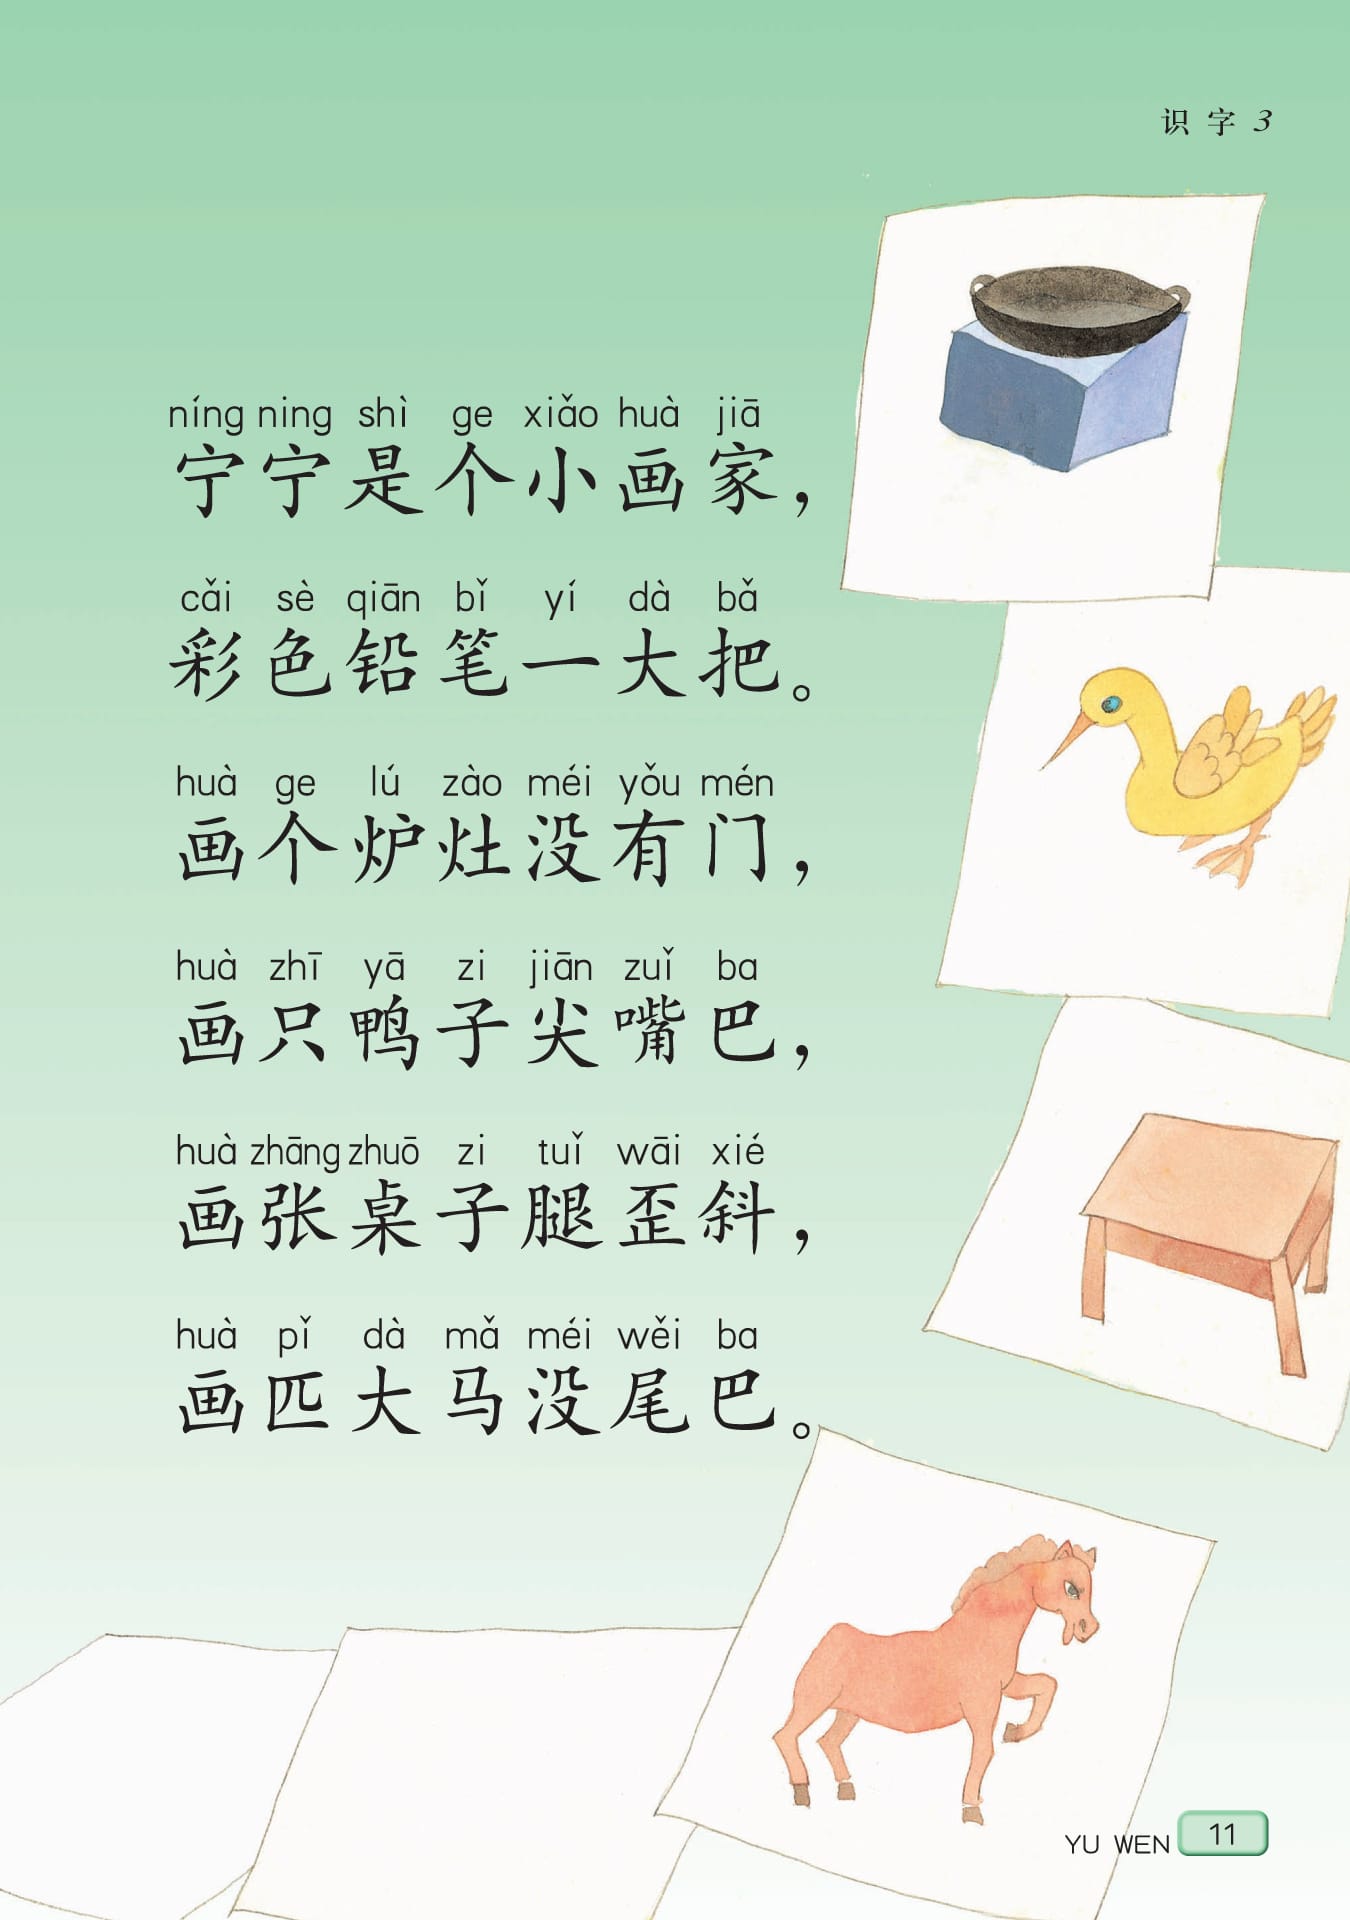 识字3
níng ning shì ge xiǎo huà jiā
宁宁是个小画家，
cǎi sè qiān bǐ yí dà bǎ
彩色铅笔一大把。
huà ge lú zào méi yǒu mén
画个炉灶没有门，
huà zhī yā zi jiān zuǐ ba
画只鸭子尖嘴巴，
huà zhāng zhuō zi tuǐ wāi xié
画张桌子腿歪斜，
huà pǐ dà mǎ méi wěi ba
画匹大马没尾巴。
YU WEN 11